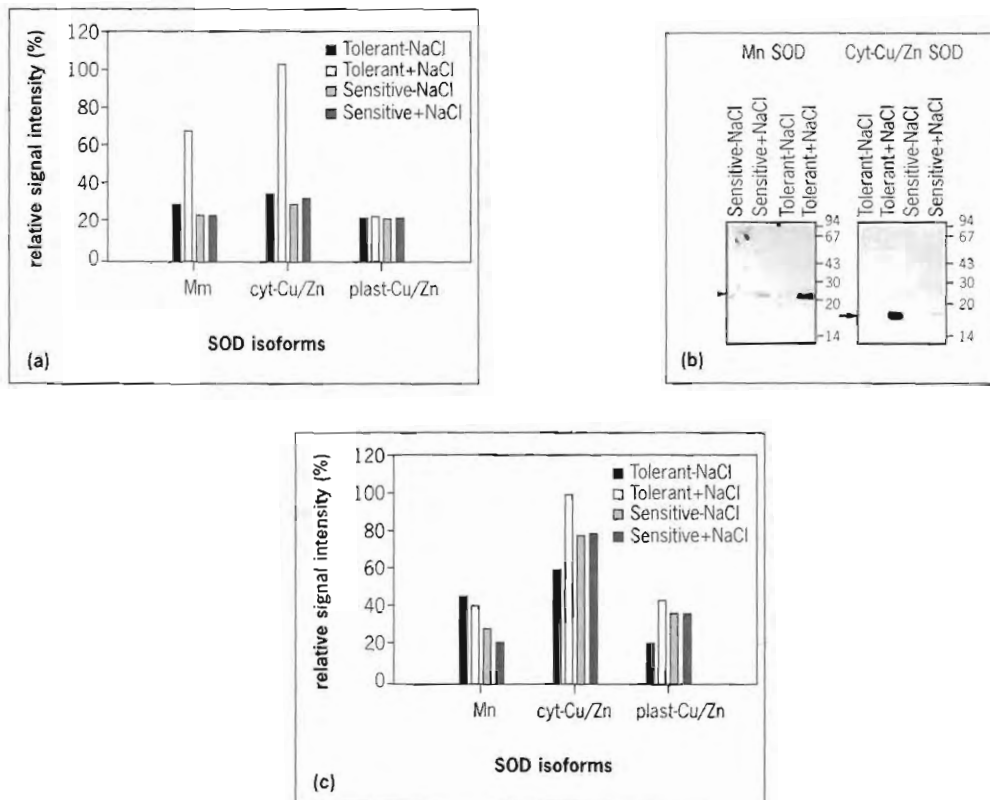 120
100
80
60
40
20
0
relative signal intensity (%)
Tolerant-NaCl
Tolerant+NaCl
Sensitive-NaCl
Sensitive+NaCl
Mm
cyt-Cu/Zn
plast-Cu/Zn
SOD isoforms
(a)
Mn SOD
Cyt-Cu/Zn SOD
Sensitive-NaCl
Sensitive+NaCl
Tolerant-NaCl
Tolerant+NaCl
Tolerant-NaCl
Tolerant+NaCl
Sensitive-NaCl
Sensitive+NaCl
94
67
43
30
20
14
94
67
43
30
20
14
(b)
120
100
80
60
40
20
0
relative signal intensity (%)
Tolerant-NaCl
Tolerant+NaCl
Sensitive-NaCl
Sensitive+NaCl
Mn
cyt-Cu/Zn
plast-Cu/Zn
SOD isoforms
(c)